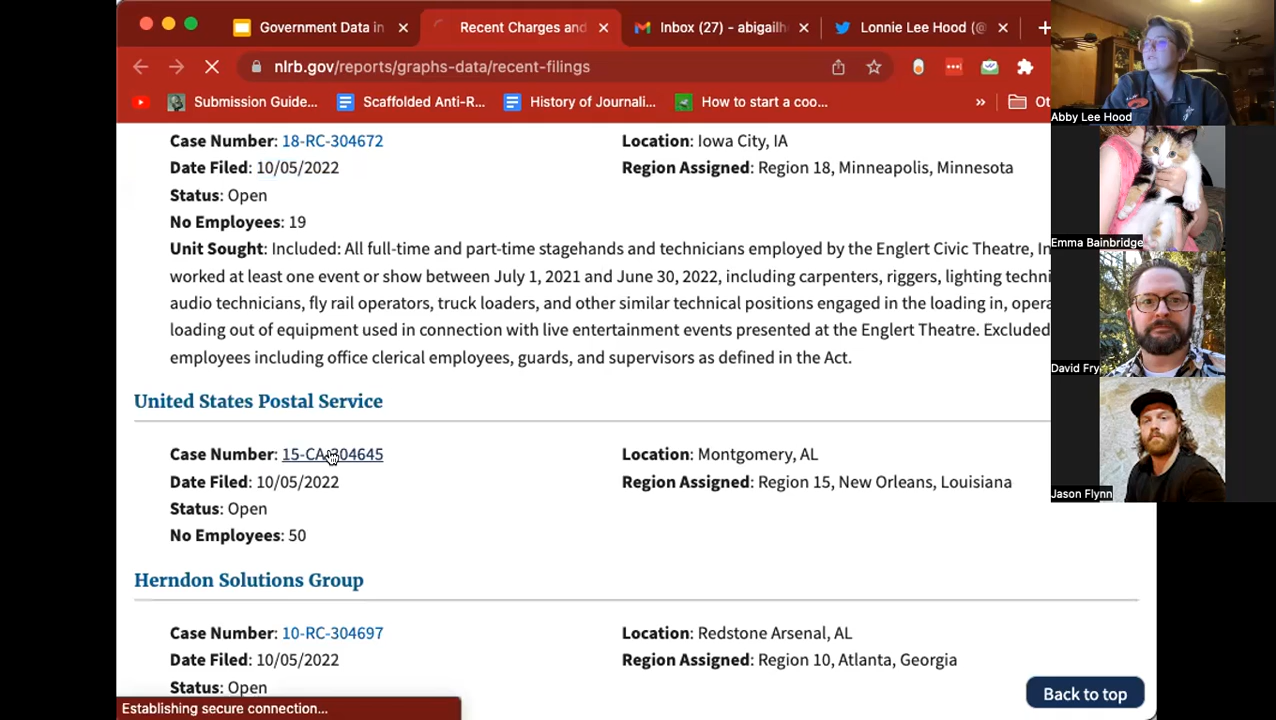 Government Data in
Recent Charges and
Inbox (27) - abigailh
Lonnie Lee Hood (@
nlrb.gov/reports/graphs-data/recent-filings
Submission Guide...
Scaffolded Anti-R...
History of Journali...
How to start a coo...
»
Ot
Case Number: 18-RC-304672
Location: Iowa City, IA
Date Filed: 10/05/2022
Region Assigned: Region 18, Minneapolis, Minnesota
Status: Open
No Employees: 19
Unit Sought: Included: All full-time and part-time stagehands and technicians employed by the Englert Civic Theatre, In
worked at least one event or show between July 1, 2021 and June 30, 2022, including carpenters, riggers, lighting techni
audio technicians, fly rail operators, truck loaders, and other similar technical positions engaged in the loading in, opera
loading out of equipment used in connection with live entertainment events presented at the Englert Theatre. Excluded
employees including office clerical employees, guards, and supervisors as defined in the Act.
United States Postal Service
Case Number: 15-CA-304645
Location: Montgomery, AL
Date Filed: 10/05/2022
Region Assigned: Region 15, New Orleans, Louisiana
Status: Open
No Employees: 50
Herndon Solutions Group
Case Number: 10-RC-304697
Location: Redstone Arsenal, AL
Date Filed: 10/05/2022
Region Assigned: Region 10, Atlanta, Georgia
Status: Open
Back to top
Establishing secure connection...
Abby Lee Hood
Emma Bainbridge
David Fry
Jason Flynn